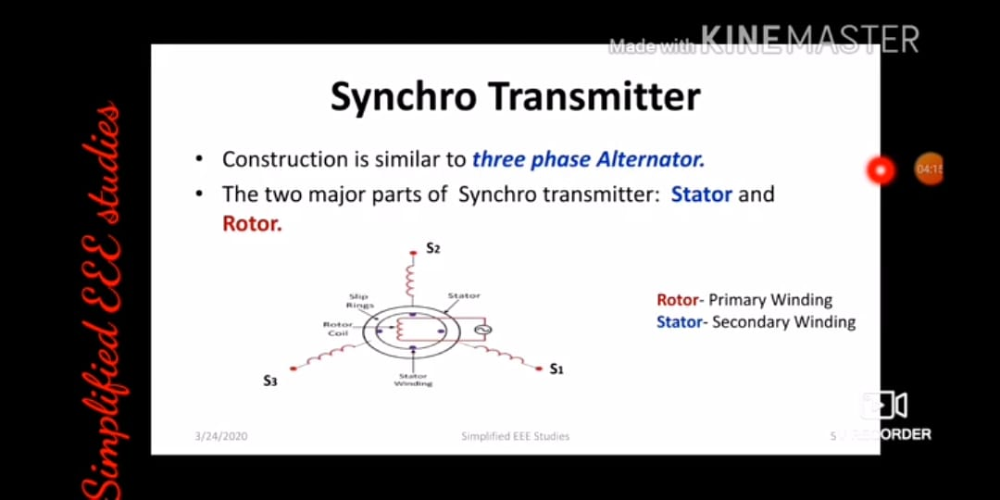 Made with KINEMASTER
Synchro Transmitter
• Construction is similar to three phase Alternator.
• The two major parts of Synchro transmitter: Stator and
Rotor.
S2
Slip
Rings
Stator
Rotor
Coil
S3
Stator
Winding
S1
Rotor- Primary Winding
Stator- Secondary Winding
3/24/2020
Simplified EEE Studies
5
RECORDER
04:15
Simplified EEE studies